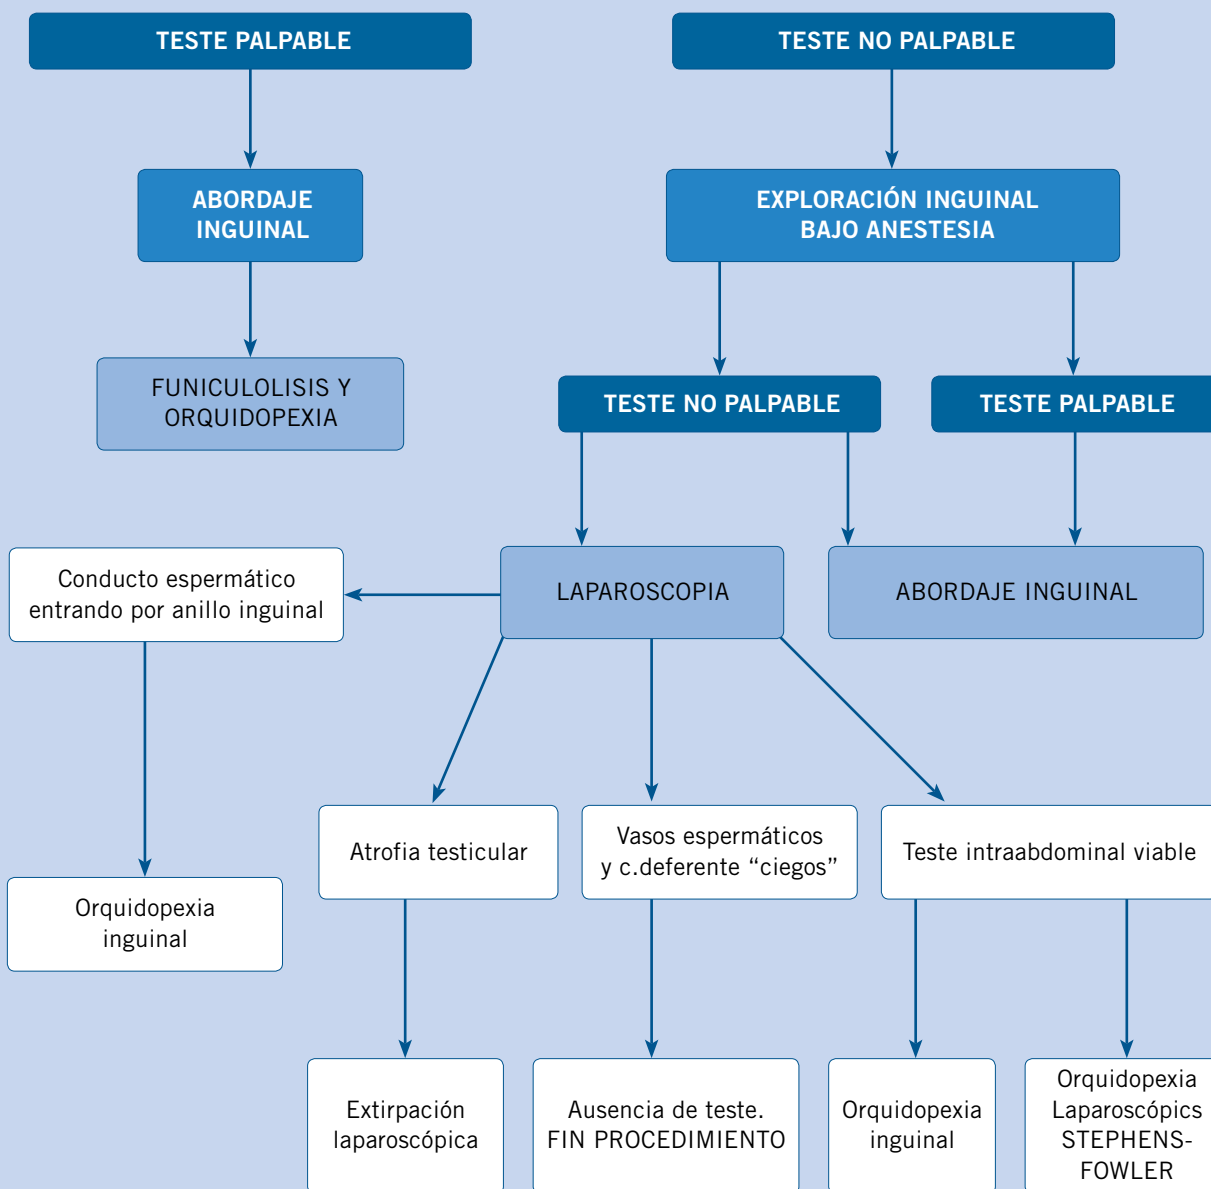 TESTE PALPABLE
TESTE NO PALPABLE
ABORDAJE
INGUINAL
EXPLORACIÓN INGUINAL
BAJO ANESTESIA
FUNICULOLISIS Y
ORQUIDOPEXIA
TESTE NO PALPABLE
TESTE PALPABLE
Conducto espermático
entrando por anillo inguinal
LAPAROSCOPIA
ABORDAJE INGUINAL
Orquidopexia
inguinal
Atrofia testicular
Vasos espermáticos
y c.deferente “ciegos”
Teste intraabdominal viable
Extirpación
laparoscópica
Ausencia de teste.
FIN PROCEDIMIENTO
Orquidopexia
inguinal
Orquidopexia
Laparoscópics
STEPHENS-
FOWLER